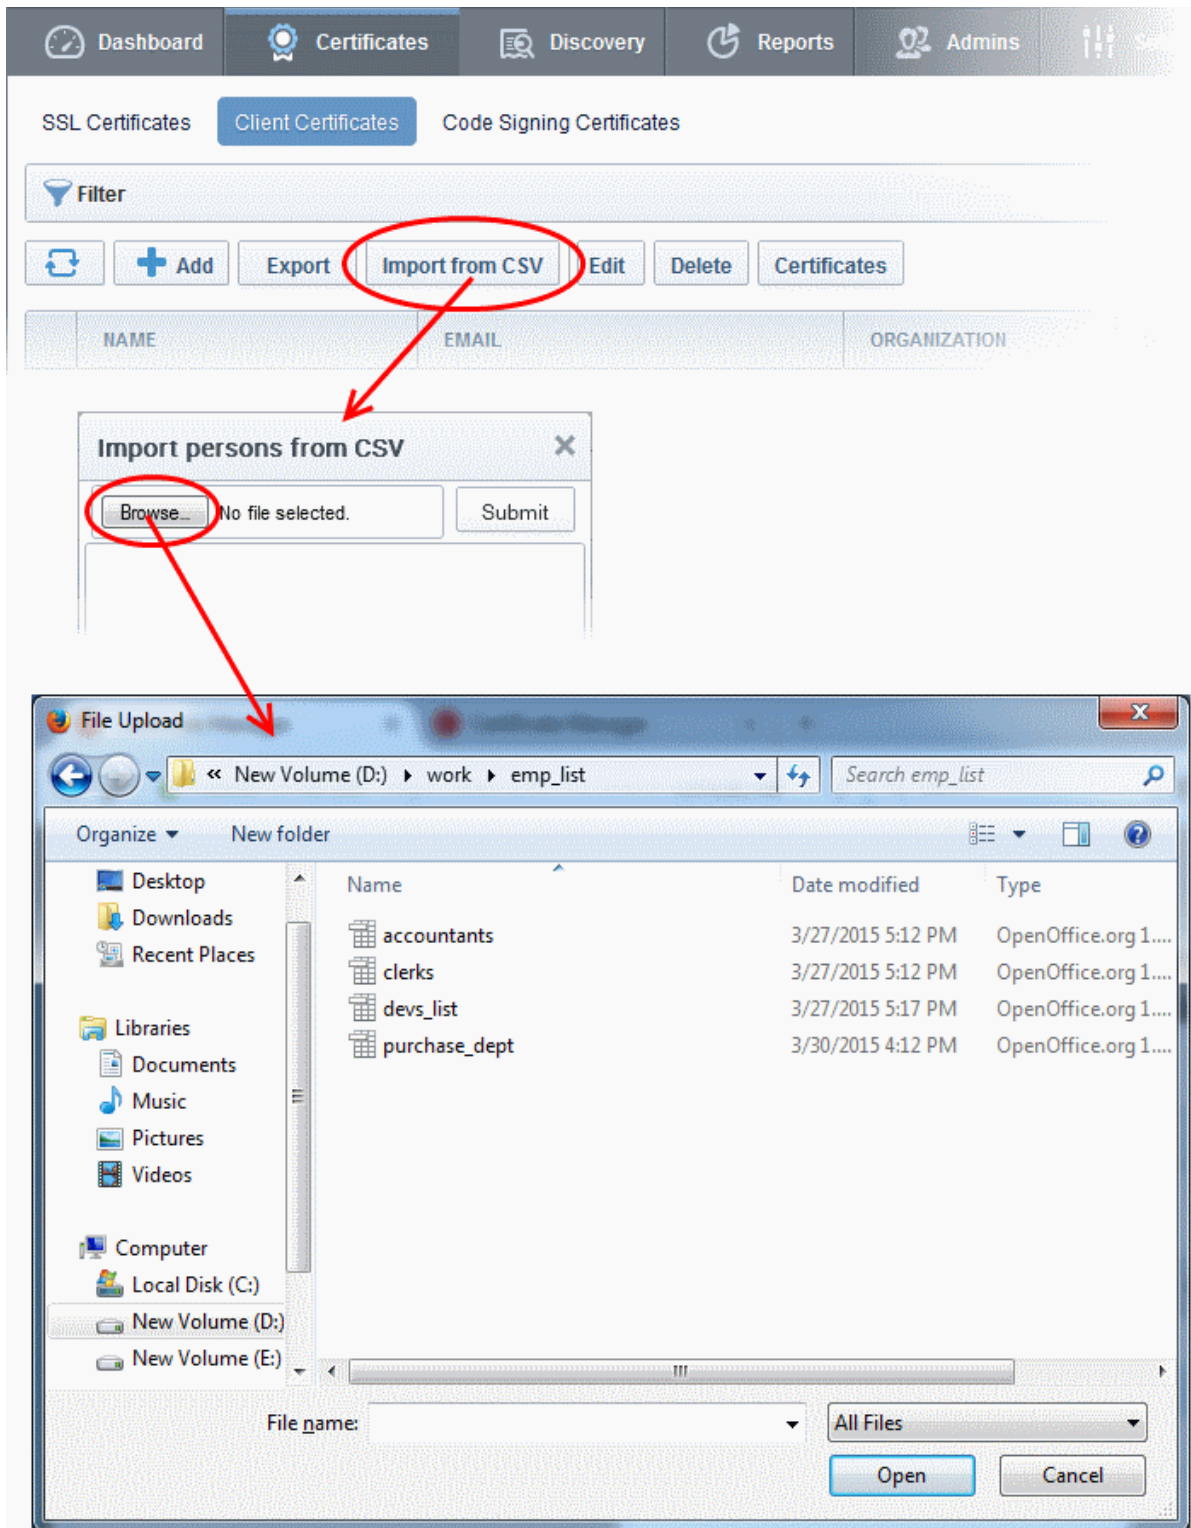 Dashboard Certificates Discovery Reports Admins
SSL Certificates Client Certificates Code Signing Certificates
Filter
Add Export Import from CSV Edit Delete Certificates
NAME EMAIL ORGANIZATION
Import persons from CSV
Browse... No file selected. Submit
File Upload
« New Volume (D:) work emp_list Search emp_list
Organize New folder
Desktop Name Date modified Type
Downloads
accountants 3/27/2015 5:12 PM OpenOffice.org 1....
Recent Places
clerks 3/27/2015 5:12 PM OpenOffice.org 1....
devs_list 3/27/2015 5:17 PM OpenOffice.org 1....
Libraries
purchase_dept 3/30/2015 4:12 PM OpenOffice.org 1....
Documents
Music
Pictures
Videos
Computer
Local Disk (C:)
New Volume (D:)
New Volume (E:)
File name: All Files
Open Cancel